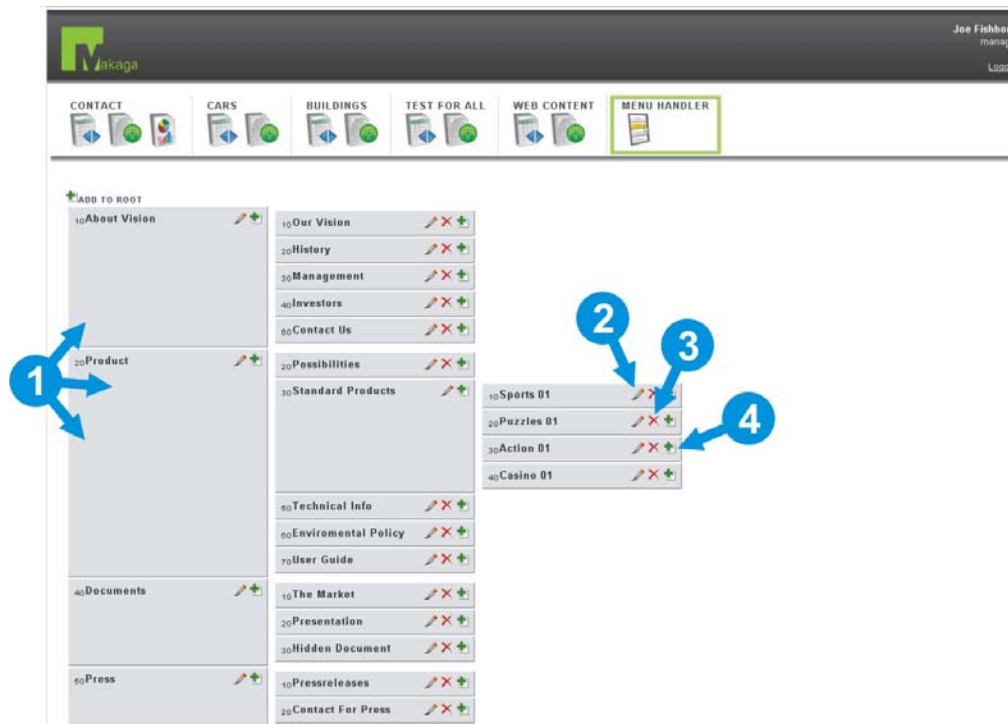 Joe Fishbo
manag
Logo
Makaga
CONTACT CARS BUILDINGS TEST FOR ALL WEB CONTENT MENU HANDLER
ADD TO ROOT
10About Vision
10Our Vision
20History
30Management
40Investors
60Contact Us
20Product
20Possibilities
30Standard Products
10Sports 01
20Puzzles 01
30Action 01
40Casino 01
50Technical Info
60Enviromental Policy
70User Guide
40Documents
10The Market
20Presentation
30Hidden Document
50Press
10Pressreleases
20Contact For Press
1
2
3
4